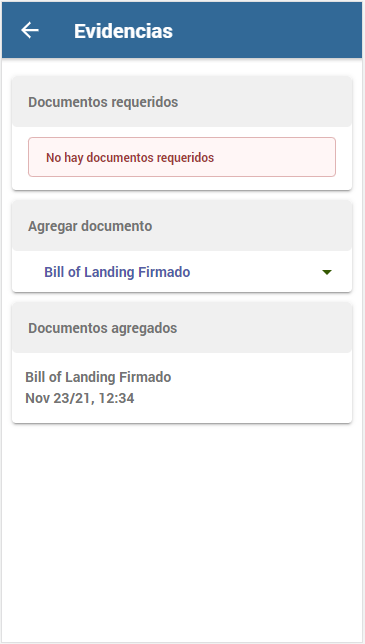 Evidencias
Documentos requeridos
No hay documentos requeridos
Agregar documento
Bill of Landing Firmado
Documentos agregados
Bill of Landing Firmado
Nov 23/21, 12:34